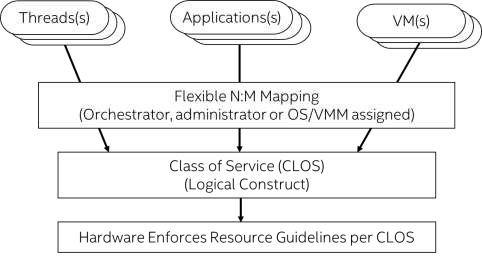 Threads(s)
Applications(s)
VM(s)
Flexible N:M Mapping
(Orchestrator, administrator or OS/VMM assigned)
Class of Service (CLOS)
(Logical Construct)
Hardware Enforces Resource Guidelines per CLOS